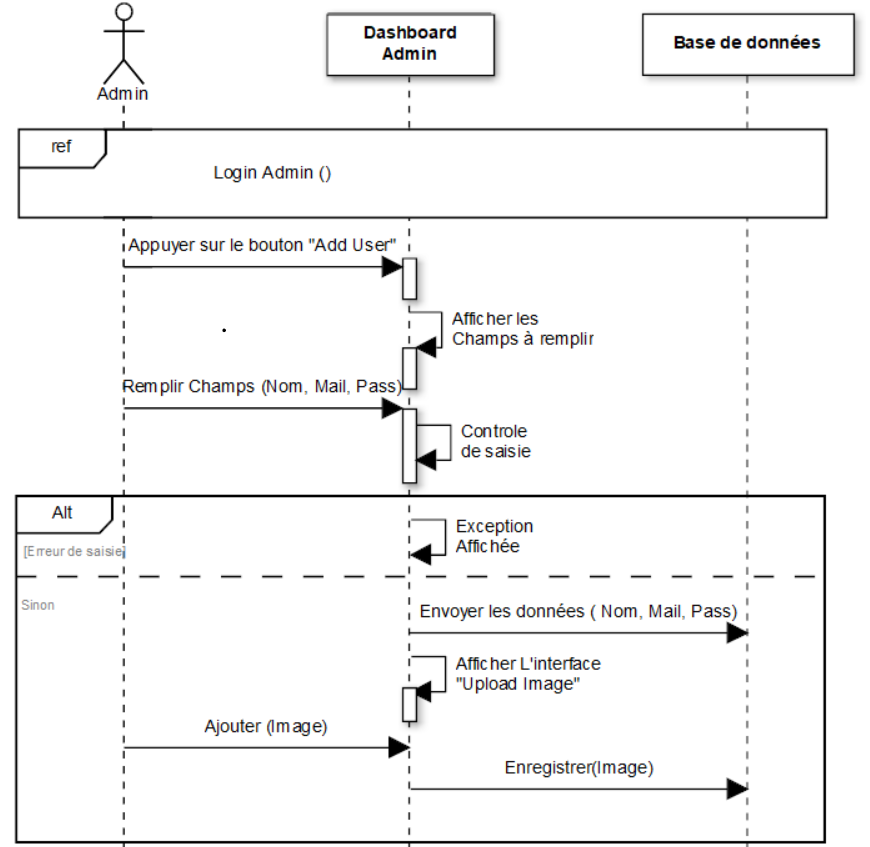 Dashboard
Admin
Base de données
Admin
ref
Login Admin ()
Appuyer sur le bouton "Add User"
Afficher les
Champs à remplir
Remplir Champs (Nom, Mail, Pass)
Controle
de saisie
Alt
Exception
Affichée
[Erreur de saisie]
Sinon
Envoyer les données ( Nom, Mail, Pass)
Afficher L'interface
"Upload Image"
Ajouter (Image)
Enregistrer(Image)